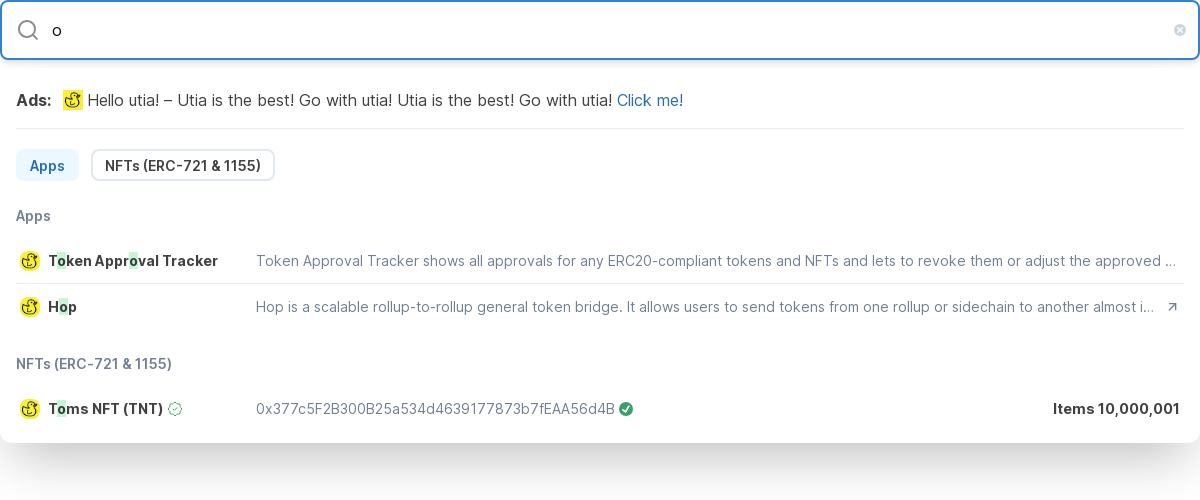 o
Ads: Hello utia! – Utia is the best! Go with utia! Utia is the best! Go with utia! Click me!
Apps NFTs (ERC-721 & 1155)
Apps
Token Approval Tracker Token Approval Tracker shows all approvals for any ERC20-compliant tokens and NFTs and lets to revoke them or adjust the approved ...
Hop Hop is a scalable rollup-to-rollup general token bridge. It allows users to send tokens from one rollup or sidechain to another almost i...
NFTs (ERC-721 & 1155)
Toms NFT (TNT) 0x377c5F2B300B25a534d4639177873b7fEAA56d4B Items 10,000,001